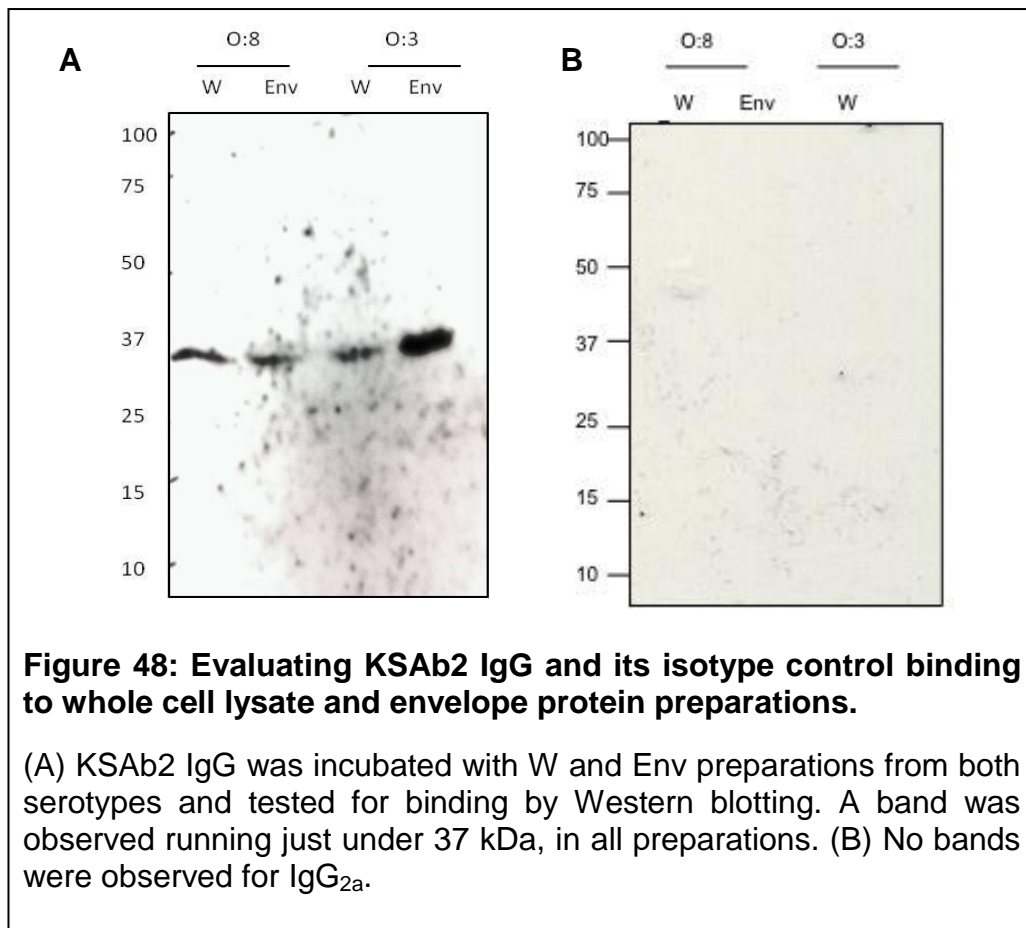 A
O:8 O:3
W Env W Env
100
75
50
37
25
15
10
B
O:8 O:3
W Env W
100
75
50
37
25
15
10
Figure 48: Evaluating KSAb2 IgG and its isotype control binding
to whole cell lysate and envelope protein preparations.
(A) KSAb2 IgG was incubated with W and Env preparations from both
serotypes and tested for binding by Western blotting. A band was
observed running just under 37 kDa, in all preparations. (B) No bands
were observed for IgG2a.